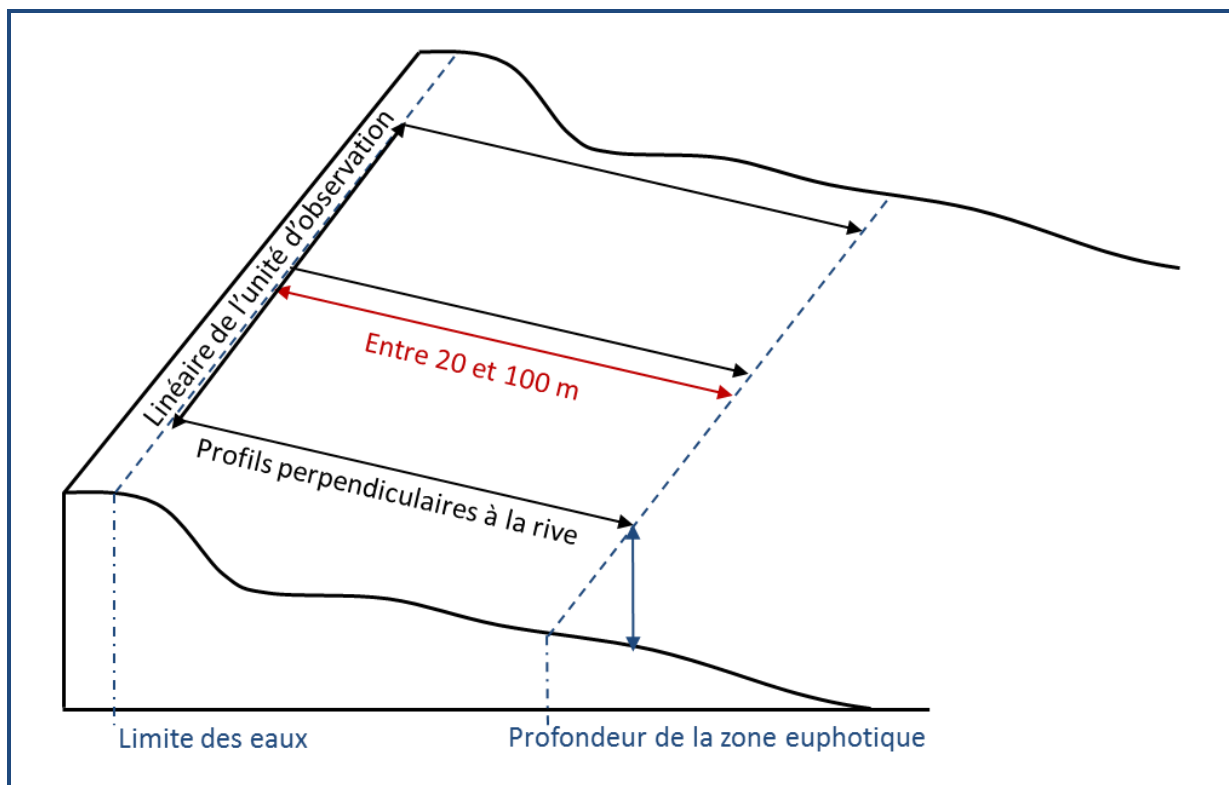 Linéaire de l'unité d'observation
Entre 20 et 100 m
Profils perpendiculaires à la rive
Limite des eaux
Profondeur de la zone euphotique